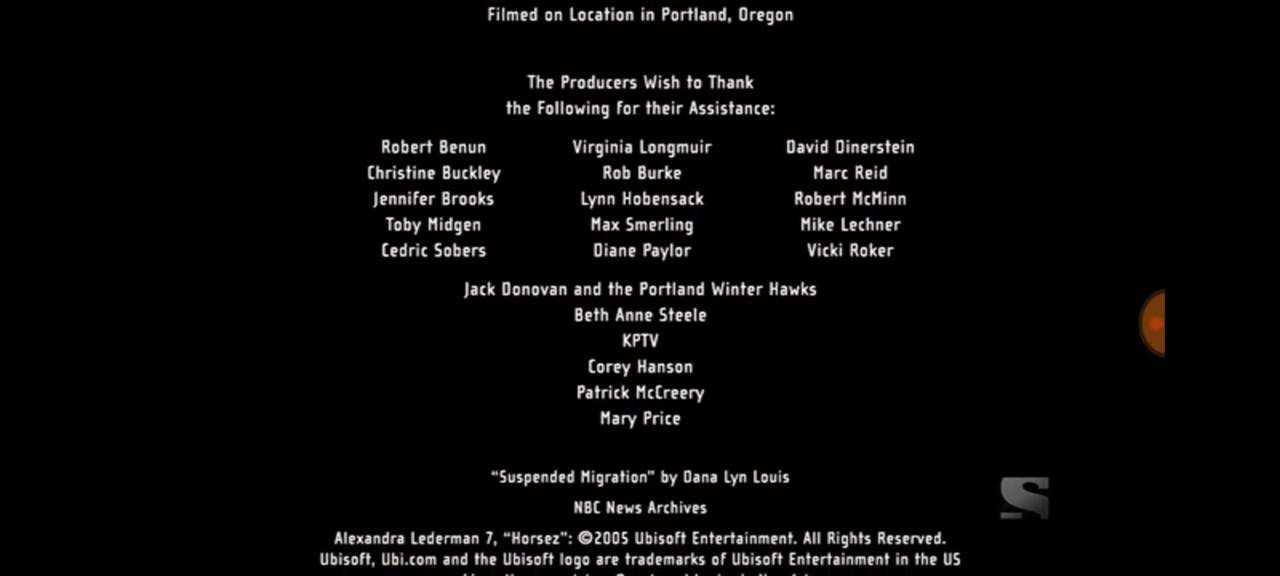 Filmed on Location in Portland, Oregon
The Producers Wish to Thank
the Following for their Assistance:
Robert Benun Virginia Longmuir David Dinerstein
Christine Buckley Rob Burke Marc Reid
Jennifer Brooks Lynn Hobensack Robert McMinn
Toby Midgen Max Smerling Mike Lechner
Cedric Sobers Diane Paylor Vicki Roker
Jack Donovan and the Portland Winter Hawks
Beth Anne Steele
KPTV
Corey Hanson
Patrick McCreery
Mary Price
“Suspended Migration” by Dana Lyn Louis
NBC News Archives
Alexandra Lederman 7, “Horsez”: ©2005 Ubisoft Entertainment. All Rights Reserved.
Ubisoft, Ubi.com and the Ubisoft logo are trademarks of Ubisoft Entertainment in the US